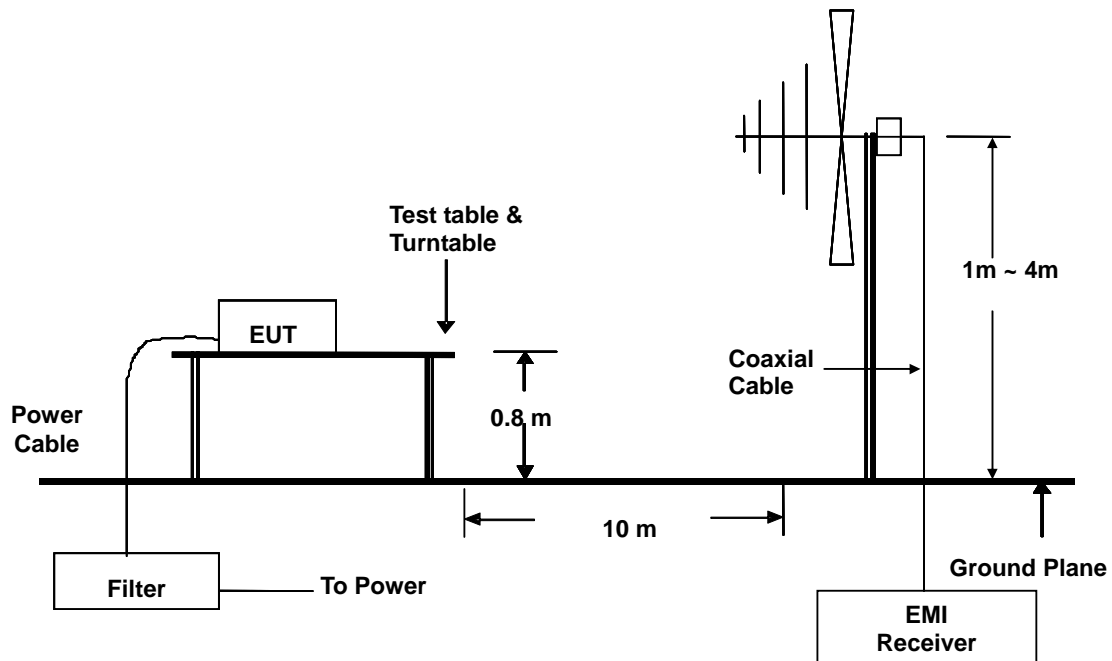 Test table &
Turntable
EUT
1m ~ 4m
Coaxial
Cable
0.8 m
Power
Cable
10 m
Filter
To Power
Ground Plane
EMI
Receiver